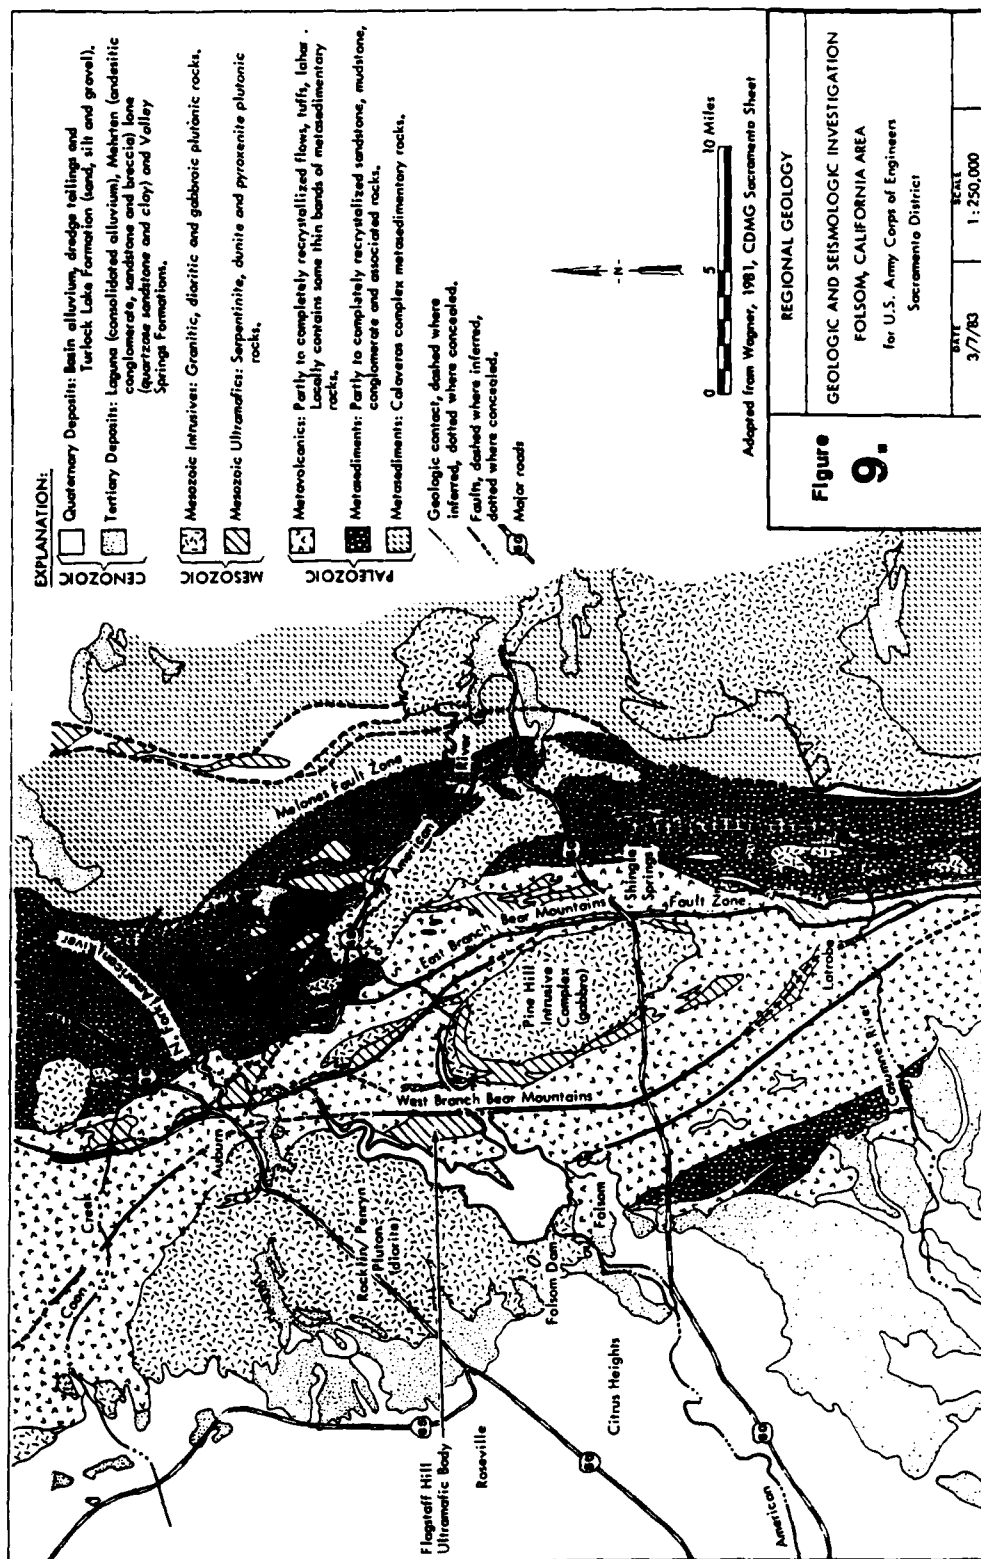 EXPLANATION:
CENOZOIC
Quaternary Deposits: Basin alluvium, dredge tailings and
Turlock Lake Formation (sand, silt and gravel).
Tertiary Deposits: Laguna (consolidated alluvium), Mehrten (andesitic
conglomerate, sandstone and breccia) Ione
(quartzose sandstone and clay) and Valley
Springs Formations.
MESOZOIC
Mesozoic Intrusives: Granitic, dioritic and gabbroic plutonic rocks.
Mesozoic Ultramafics: Serpentinite, dunite and pyroxenite plutonic
rocks.
PALEOZOIC
Metavolcanics: Partly to completely recrystallized flows, tuffs, lahar.
Locally contains some thin bands of metasedimentary
rocks.
Metasediments: Partly to completely recrystallized sandstone, mudstone,
conglomerate and associated rocks.
Metasediments: Calaveras complex metasedimentary rocks.
Geologic contact, dashed where
inferred, dotted where concealed.
Faults, dashed where inferred,
dotted where concealed.
80
Major roads
-N-
0
5
10 Miles
Adapted from Wagner, 1981, CDMG Sacramento Sheet
Figure
9
REGIONAL GEOLOGY
GEOLOGIC AND SEISMOLOGIC INVESTIGATION
FOLSOM, CALIFORNIA AREA
for U.S. Army Corps of Engineers
Sacramento District
DATE
3/7/83
SCALE
1:250,000
Coon
Creek
Auburn
N. Fork American River
Melones Fault Zone
American
River
Rocklin/Penryn
Pluton
(diorite)
East Branch
Bear Mountains
Fault Zone
West Branch Bear Mountains
Pine Hill
Intrusive
Complex
(gabbro)
Shingle
Springs
Flagstaff Hill
Ultramafic Body
Roseville
Folsom Dam
Folsom
Citrus Heights
Latrobe
Cosumnes River
American